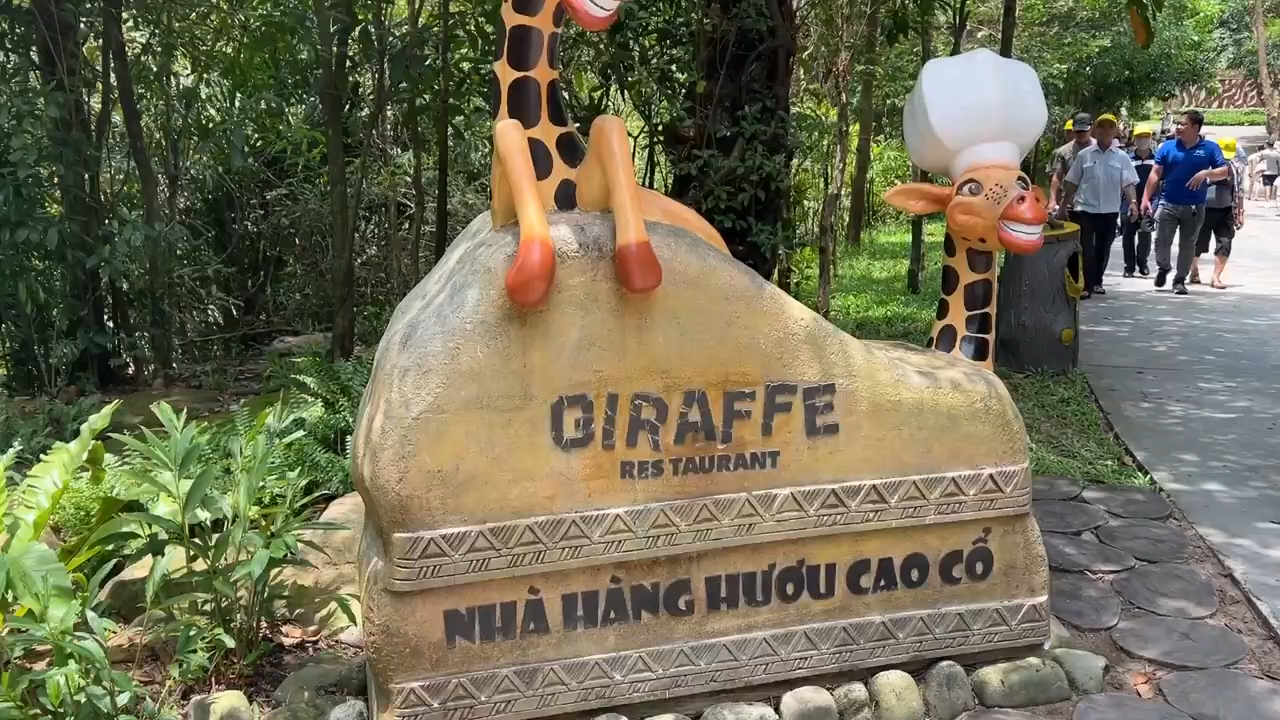 GIRAFFE
RESTAURANT
NHÀ HÀNG HƯƠU CAO CỔ